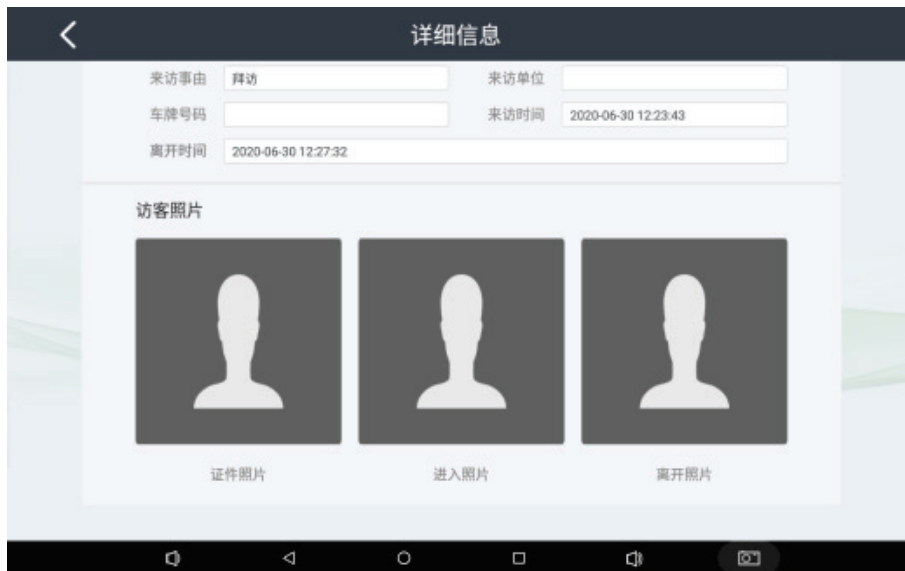 详细信息
来访事由 拜访 来访单位
车牌号码 来访时间 2020-06-30 12:23:43
离开时间 2020-06-30 12:27:32
访客照片
证件照片 进入照片 离开照片